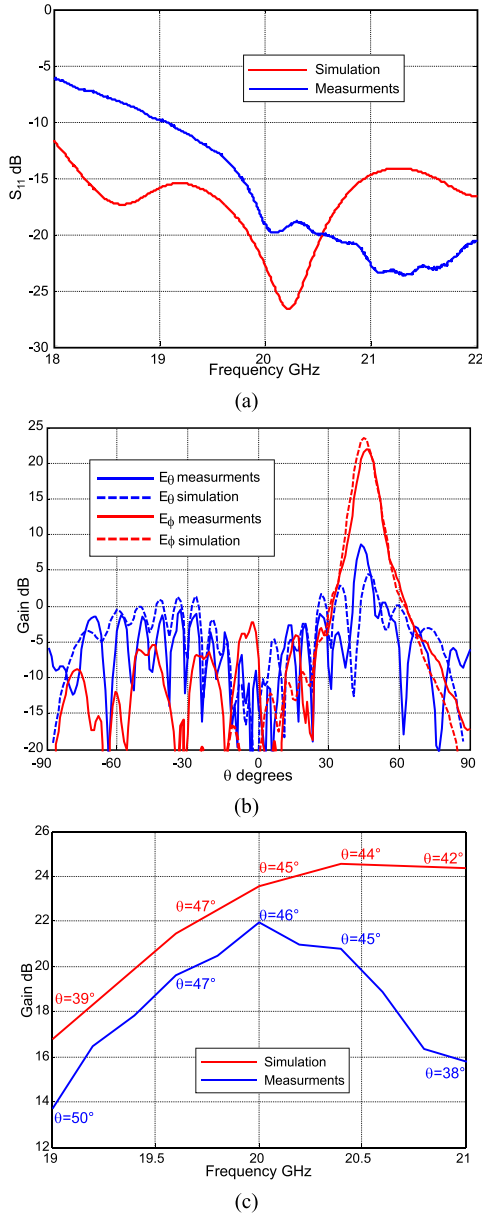 0
-5
-10
-15
-20
-25
-30
S11 dB
Simulation
Measurments
18
19
20
21
22
Frequency GHz
(a)
25
20
15
10
5
0
-5
-10
-15
-20
Gain dB
Eθ measurments
Eθ simulation
Eϕ measurments
Eϕ simulation
-90
-60
-30
0
30
60
90
θ degrees
(b)
26
24
22
20
18
16
14
12
Gain dB
θ=39°
θ=47°
θ=45°
θ=44°
θ=42°
θ=50°
θ=47°
θ=46°
θ=45°
θ=38°
Simulation
Measurments
19
19.5
20
20.5
21
Frequency GHz
(c)